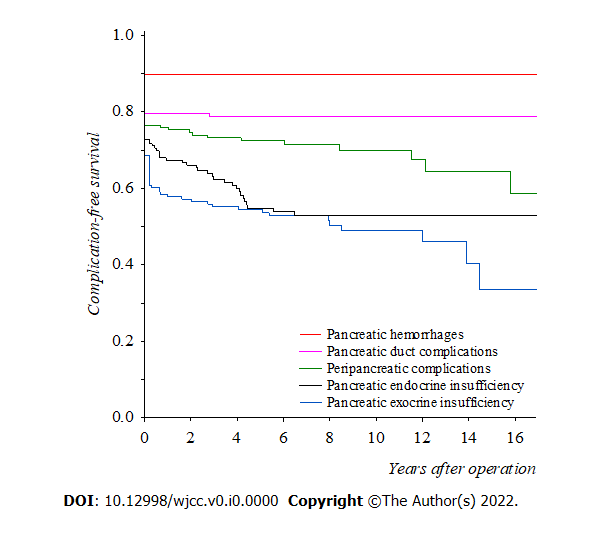 1.0
0.8
0.6
0.4
0.2
0.0
Complication-free survival
Pancreatic hemorrhages
Pancreatic duct complications
Peripancreatic complications
Pancreatic endocrine insufficiency
Pancreatic exocrine insufficiency
0 2 4 6 8 10 12 14 16
Years after operation
DOI: 10.12998/wjcc.v0.i0.0000 Copyright ©The Author(s) 2022.